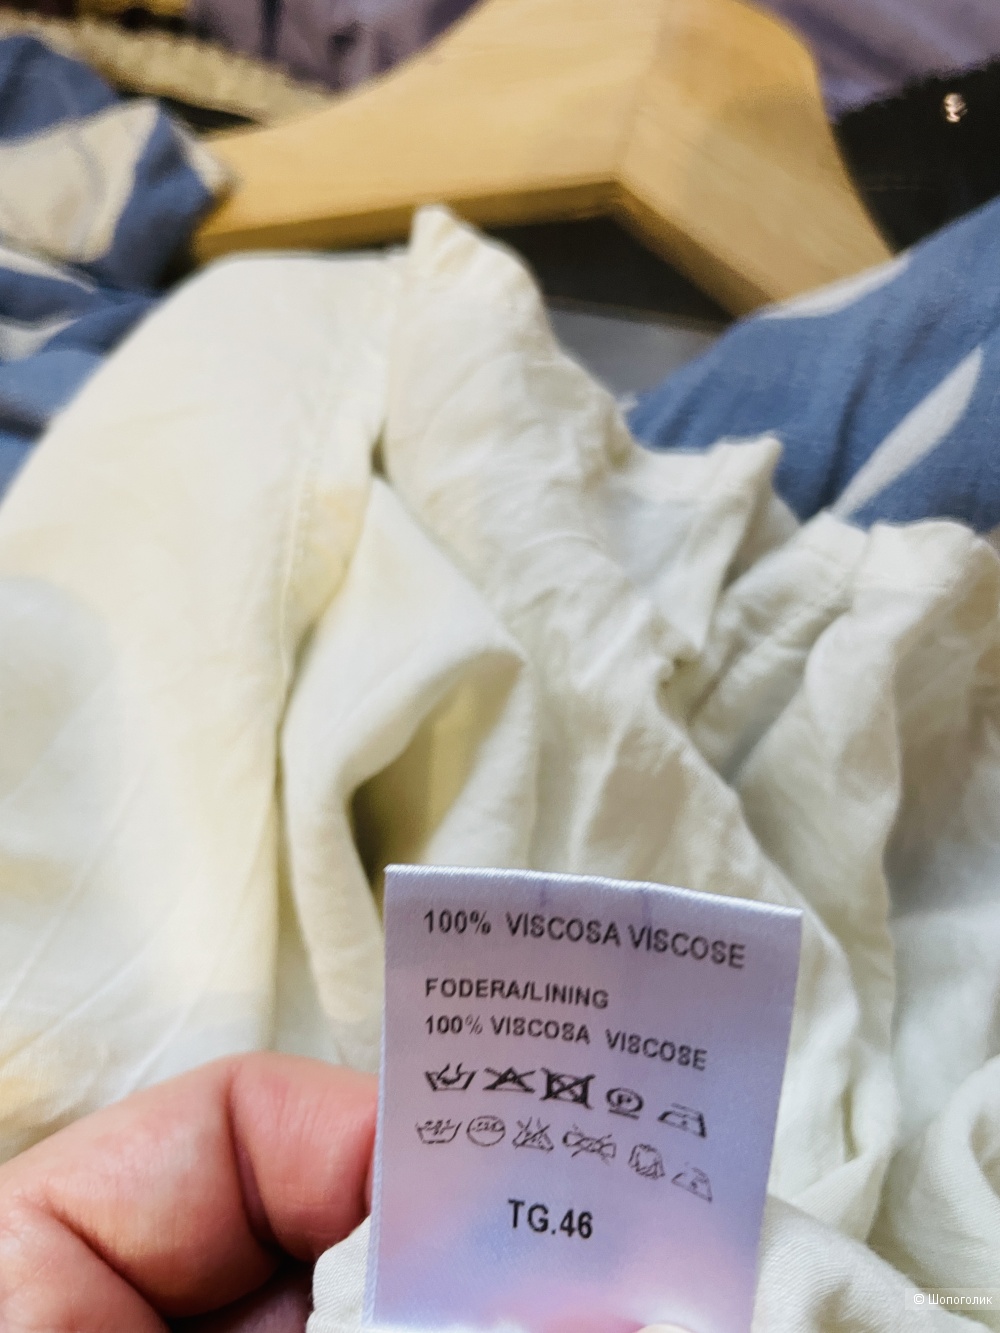 100% VISCOSA VISCOSE
FODERA/LINING
100% VISCOSA VISCOSE
P
TG.46
© Шопоголик